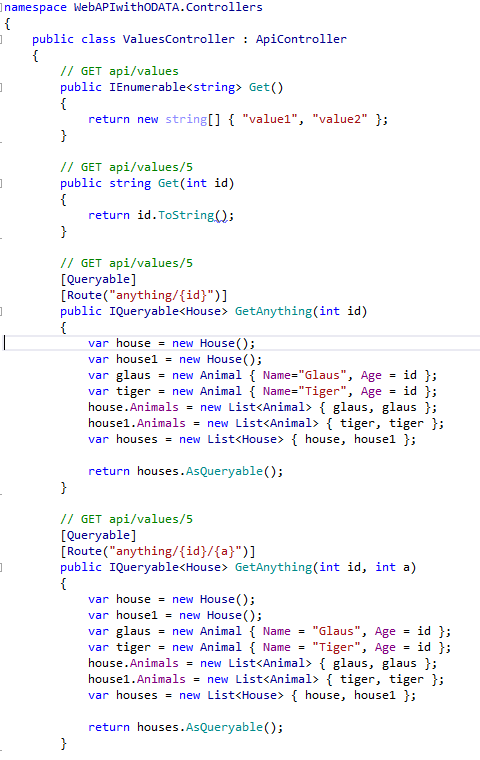 namespace WebAPIwithODATA.Controllers
{
    public class ValuesController : ApiController
    {
        // GET api/values
        public IEnumerable<string> Get()
        {
            return new string[] { "value1", "value2" };
        }

        // GET api/values/5
        public string Get(int id)
        {
            return id.ToString();
        }

        // GET api/values/5
        [Queryable]
        [Route("anything/{id}")]
        public IQueryable<House> GetAnything(int id)
        {
            var house = new House();
            var house1 = new House();
            var glaus = new Animal { Name="Glaus", Age = id };
            var tiger = new Animal { Name="Tiger", Age = id };
            house.Animals = new List<Animal> { glaus, glaus };
            house1.Animals = new List<Animal> { tiger, tiger };
            var houses = new List<House> { house, house1 };

            return houses.AsQueryable();
        }

        // GET api/values/5
        [Queryable]
        [Route("anything/{id}/{a}")]
        public IQueryable<House> GetAnything(int id, int a)
        {
            var house = new House();
            var house1 = new House();
            var glaus = new Animal { Name = "Glaus", Age = id };
            var tiger = new Animal { Name = "Tiger", Age = id };
            house.Animals = new List<Animal> { glaus, glaus };
            house1.Animals = new List<Animal> { tiger, tiger };
            var houses = new List<House> { house, house1 };

            return houses.AsQueryable();
        }